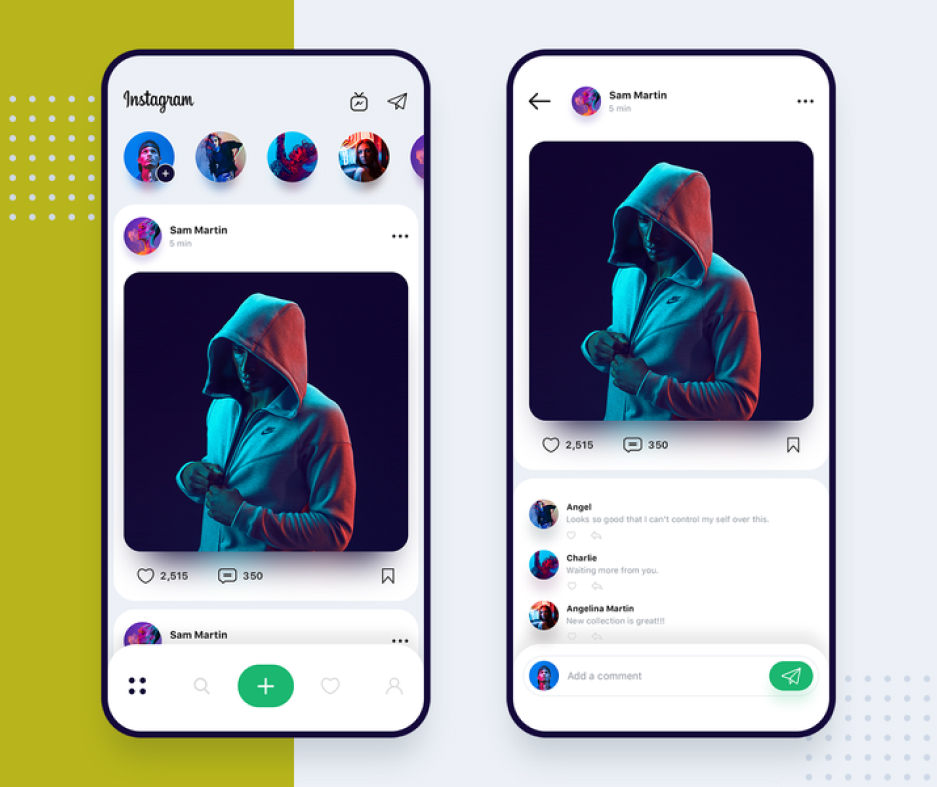 Instagram
Sam Martin
5 min
2,515
350
Sam Martin
Sam Martin
5 min
2,515
350
Angel
Looks so good that I can't control my self over this.
Charlie
Waiting more from you.
Angelina Martin
New collection is great!!!
Add a comment